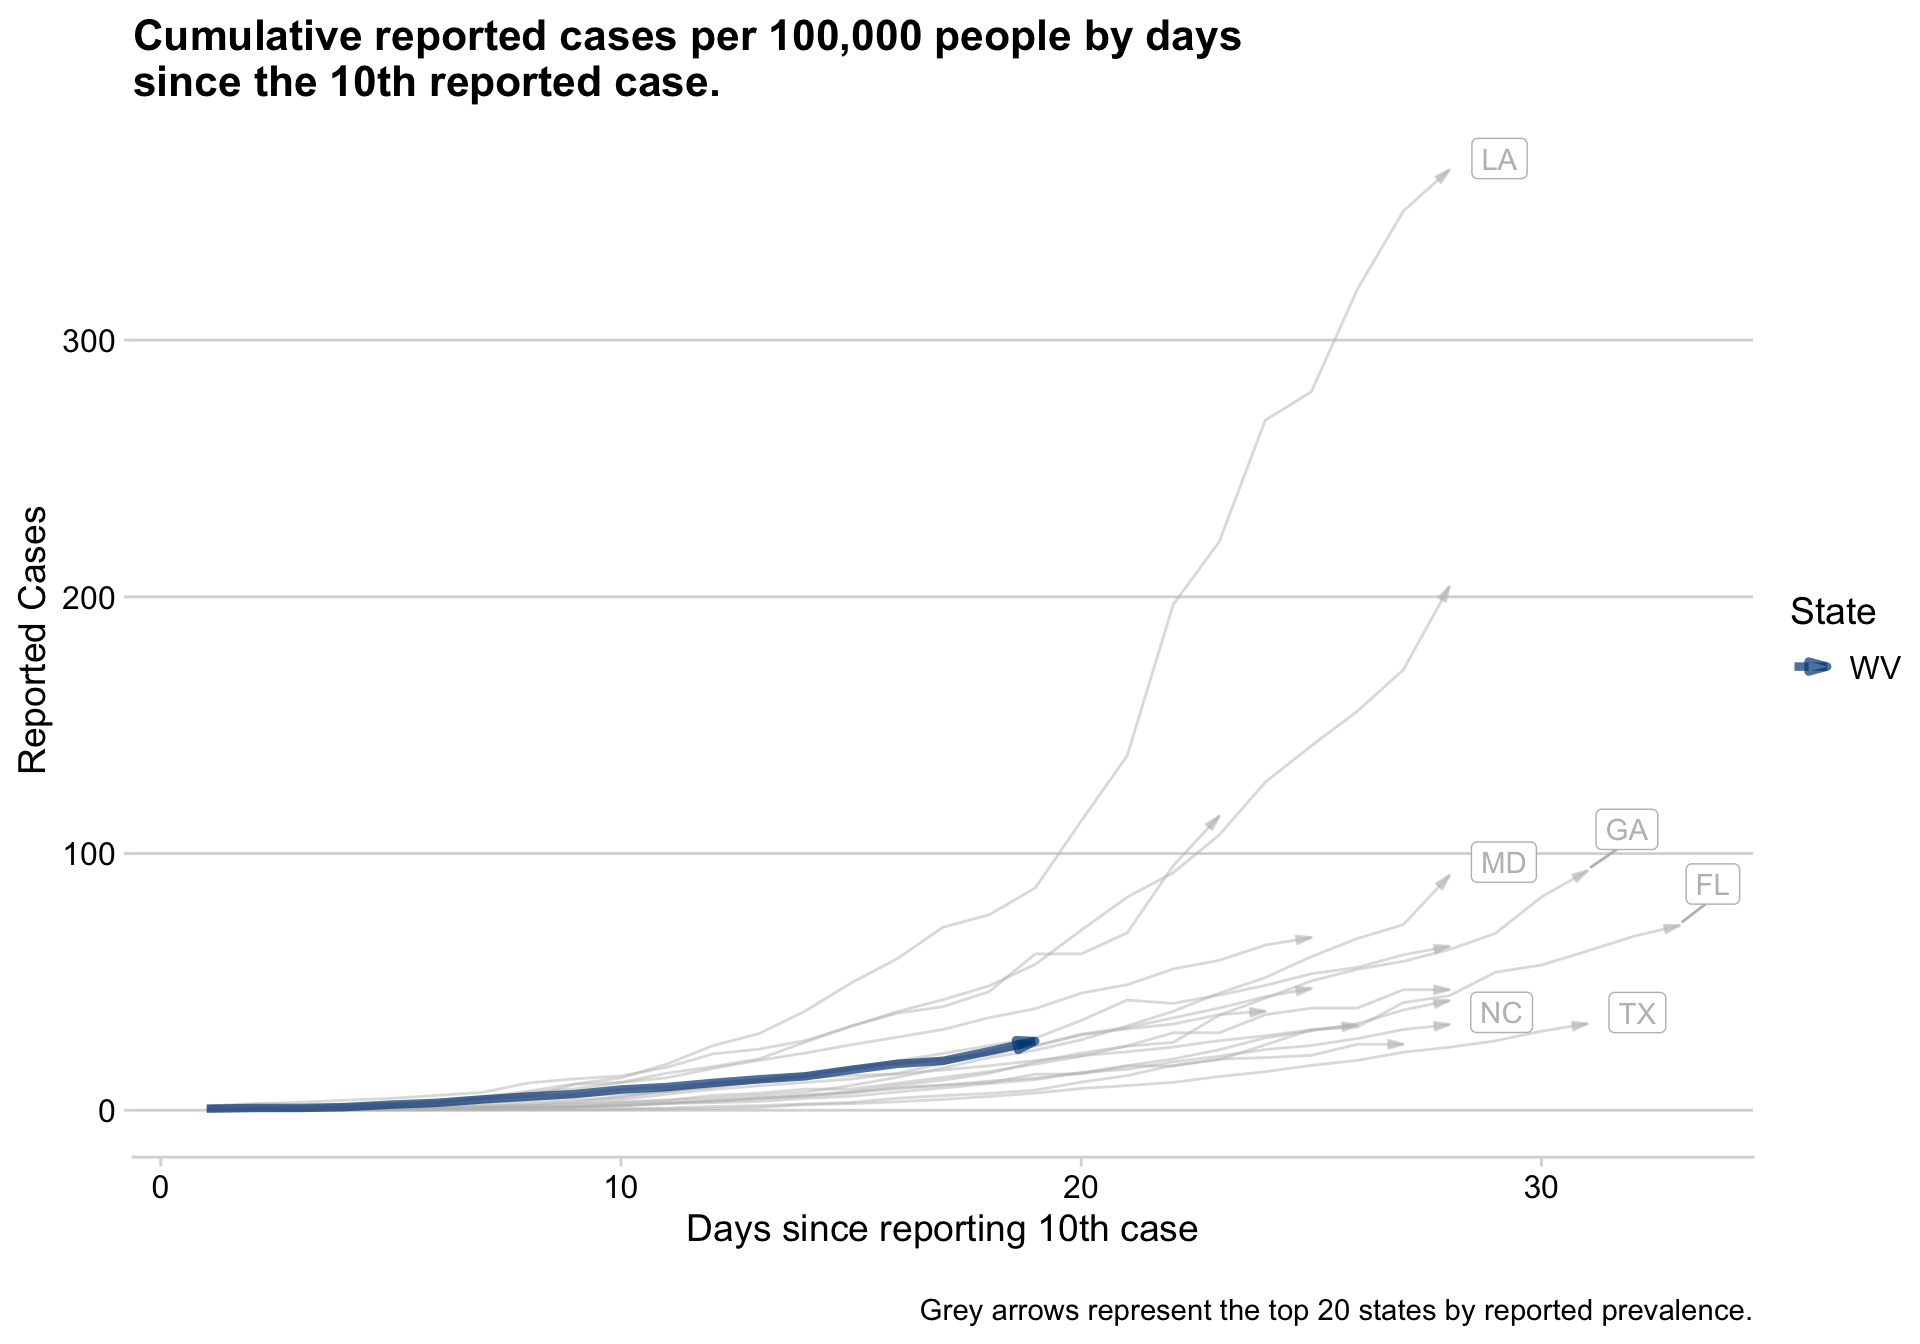 Cumulative reported cases per 100,000 people by days
since the 10th reported case.
LA
300
Reported Cases
200
State
WV
GA
100
MD
FL
NC
TX
0
0
10
20
30
Days since reporting 10th case
Grey arrows represent the top 20 states by reported prevalence.